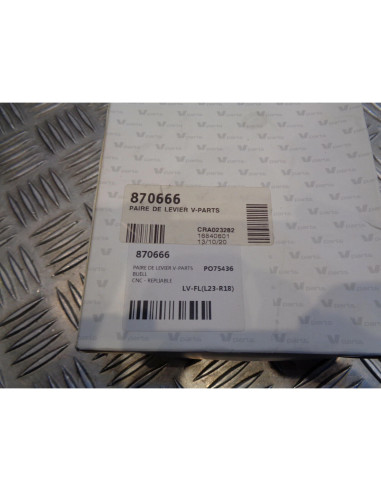 870666
PAIRE DE LEVIER V-PARTS
CRA023282
16640601
13/10/20
870666
PAIRE DE LEVIER V-PARTS
PO75436
BUELL
CNC - REPLIABLE
LV-FL(L23-R18)